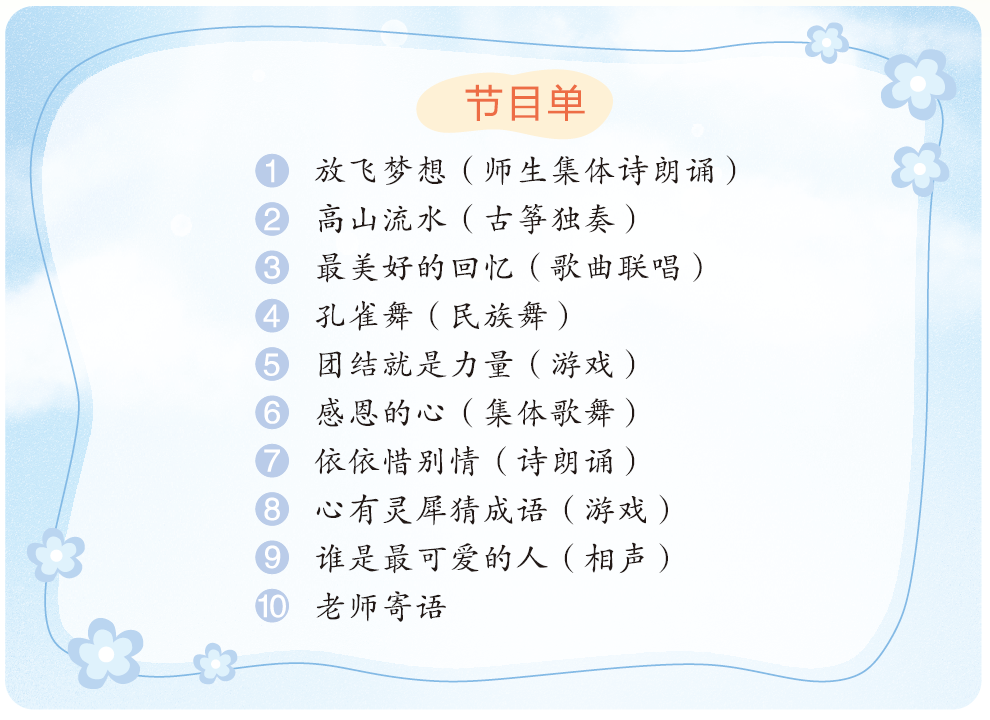 节目单
1 放飞梦想（师生集体诗朗诵）
2 高山流水（古筝独奏）
3 最美好的回忆（歌曲联唱）
4 孔雀舞（民族舞）
5 团结就是力量（游戏）
6 感恩的心（集体歌舞）
7 依依惜别情（诗朗诵）
8 心有灵犀猜成语（游戏）
9 谁是最可爱的人（相声）
10 老师寄语